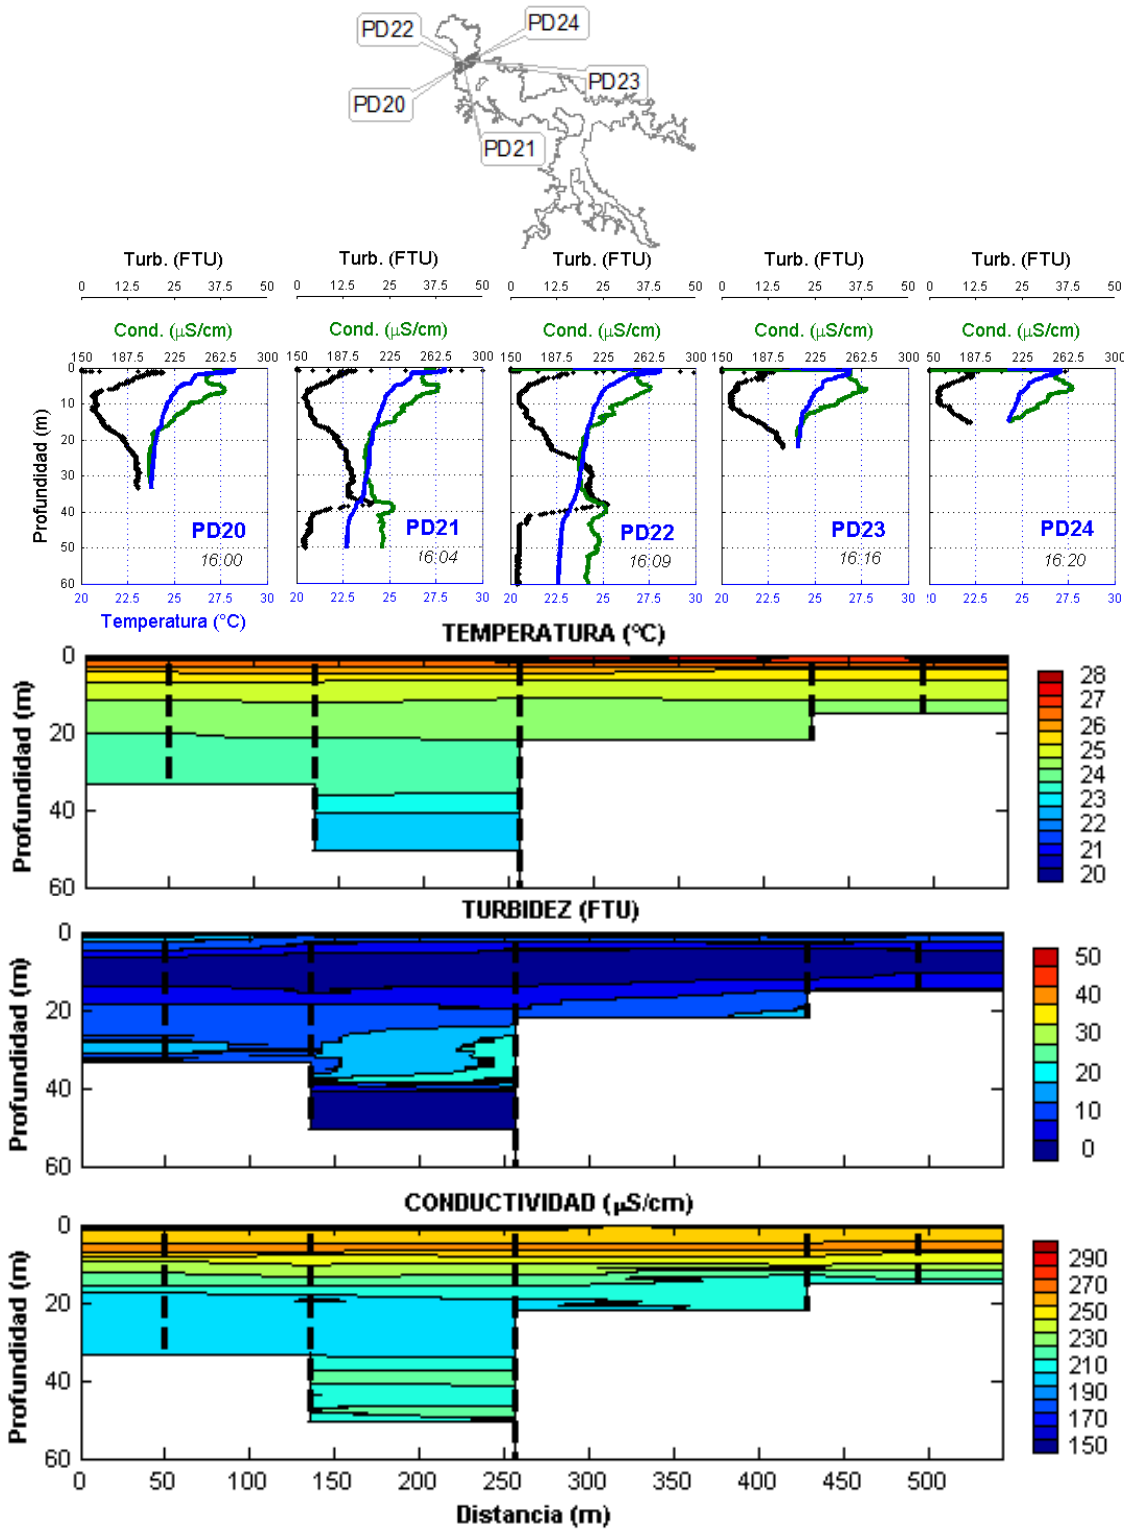 PD22
PD24
PD20
PD23
PD21
Turb. (FTU) Turb. (FTU) Turb. (FTU) Turb. (FTU) Turb. (FTU)
0 12.5 25 37.5 50 0 12.5 25 37.5 50 0 12.5 25 37.5 50 0 12.5 25 37.5 50 0 12.5 25 37.5 50
Cond. (µS/cm) Cond. (µS/cm) Cond. (µS/cm) Cond. (µS/cm) Cond. (µS/cm)
150 187.5 225 262.5 300 150 187.5 225 262.5 300 150 187.5 225 262.5 300 150 187.5 225 262.5 300 50 225 262.5 300
0
10
20
30
40
50
60
Profundidad (m)
PD20 PD21 PD22 PD23 PD24
16:00 16:04 16:09 16:16 16:20
20 22.5 25 27.5 30 20 22.5 25 27.5 30 20 22.5 25 27.5 30 20 22.5 25 27.5 30 20 22.5 25 27.5 30
Temperatura (°C)
TEMPERATURA (°C)
0
20
40
60
Profundidad (m)
28
27
26
25
24
23
22
21
20
TURBIDEZ (FTU)
0
20
40
60
Profundidad (m)
50
40
30
20
10
0
CONDUCTIVIDAD (µS/cm)
0
20
40
60
Profundidad (m)
290
270
250
230
210
190
170
150
0 50 100 150 200 250 300 350 400 450 500
Distancia (m)